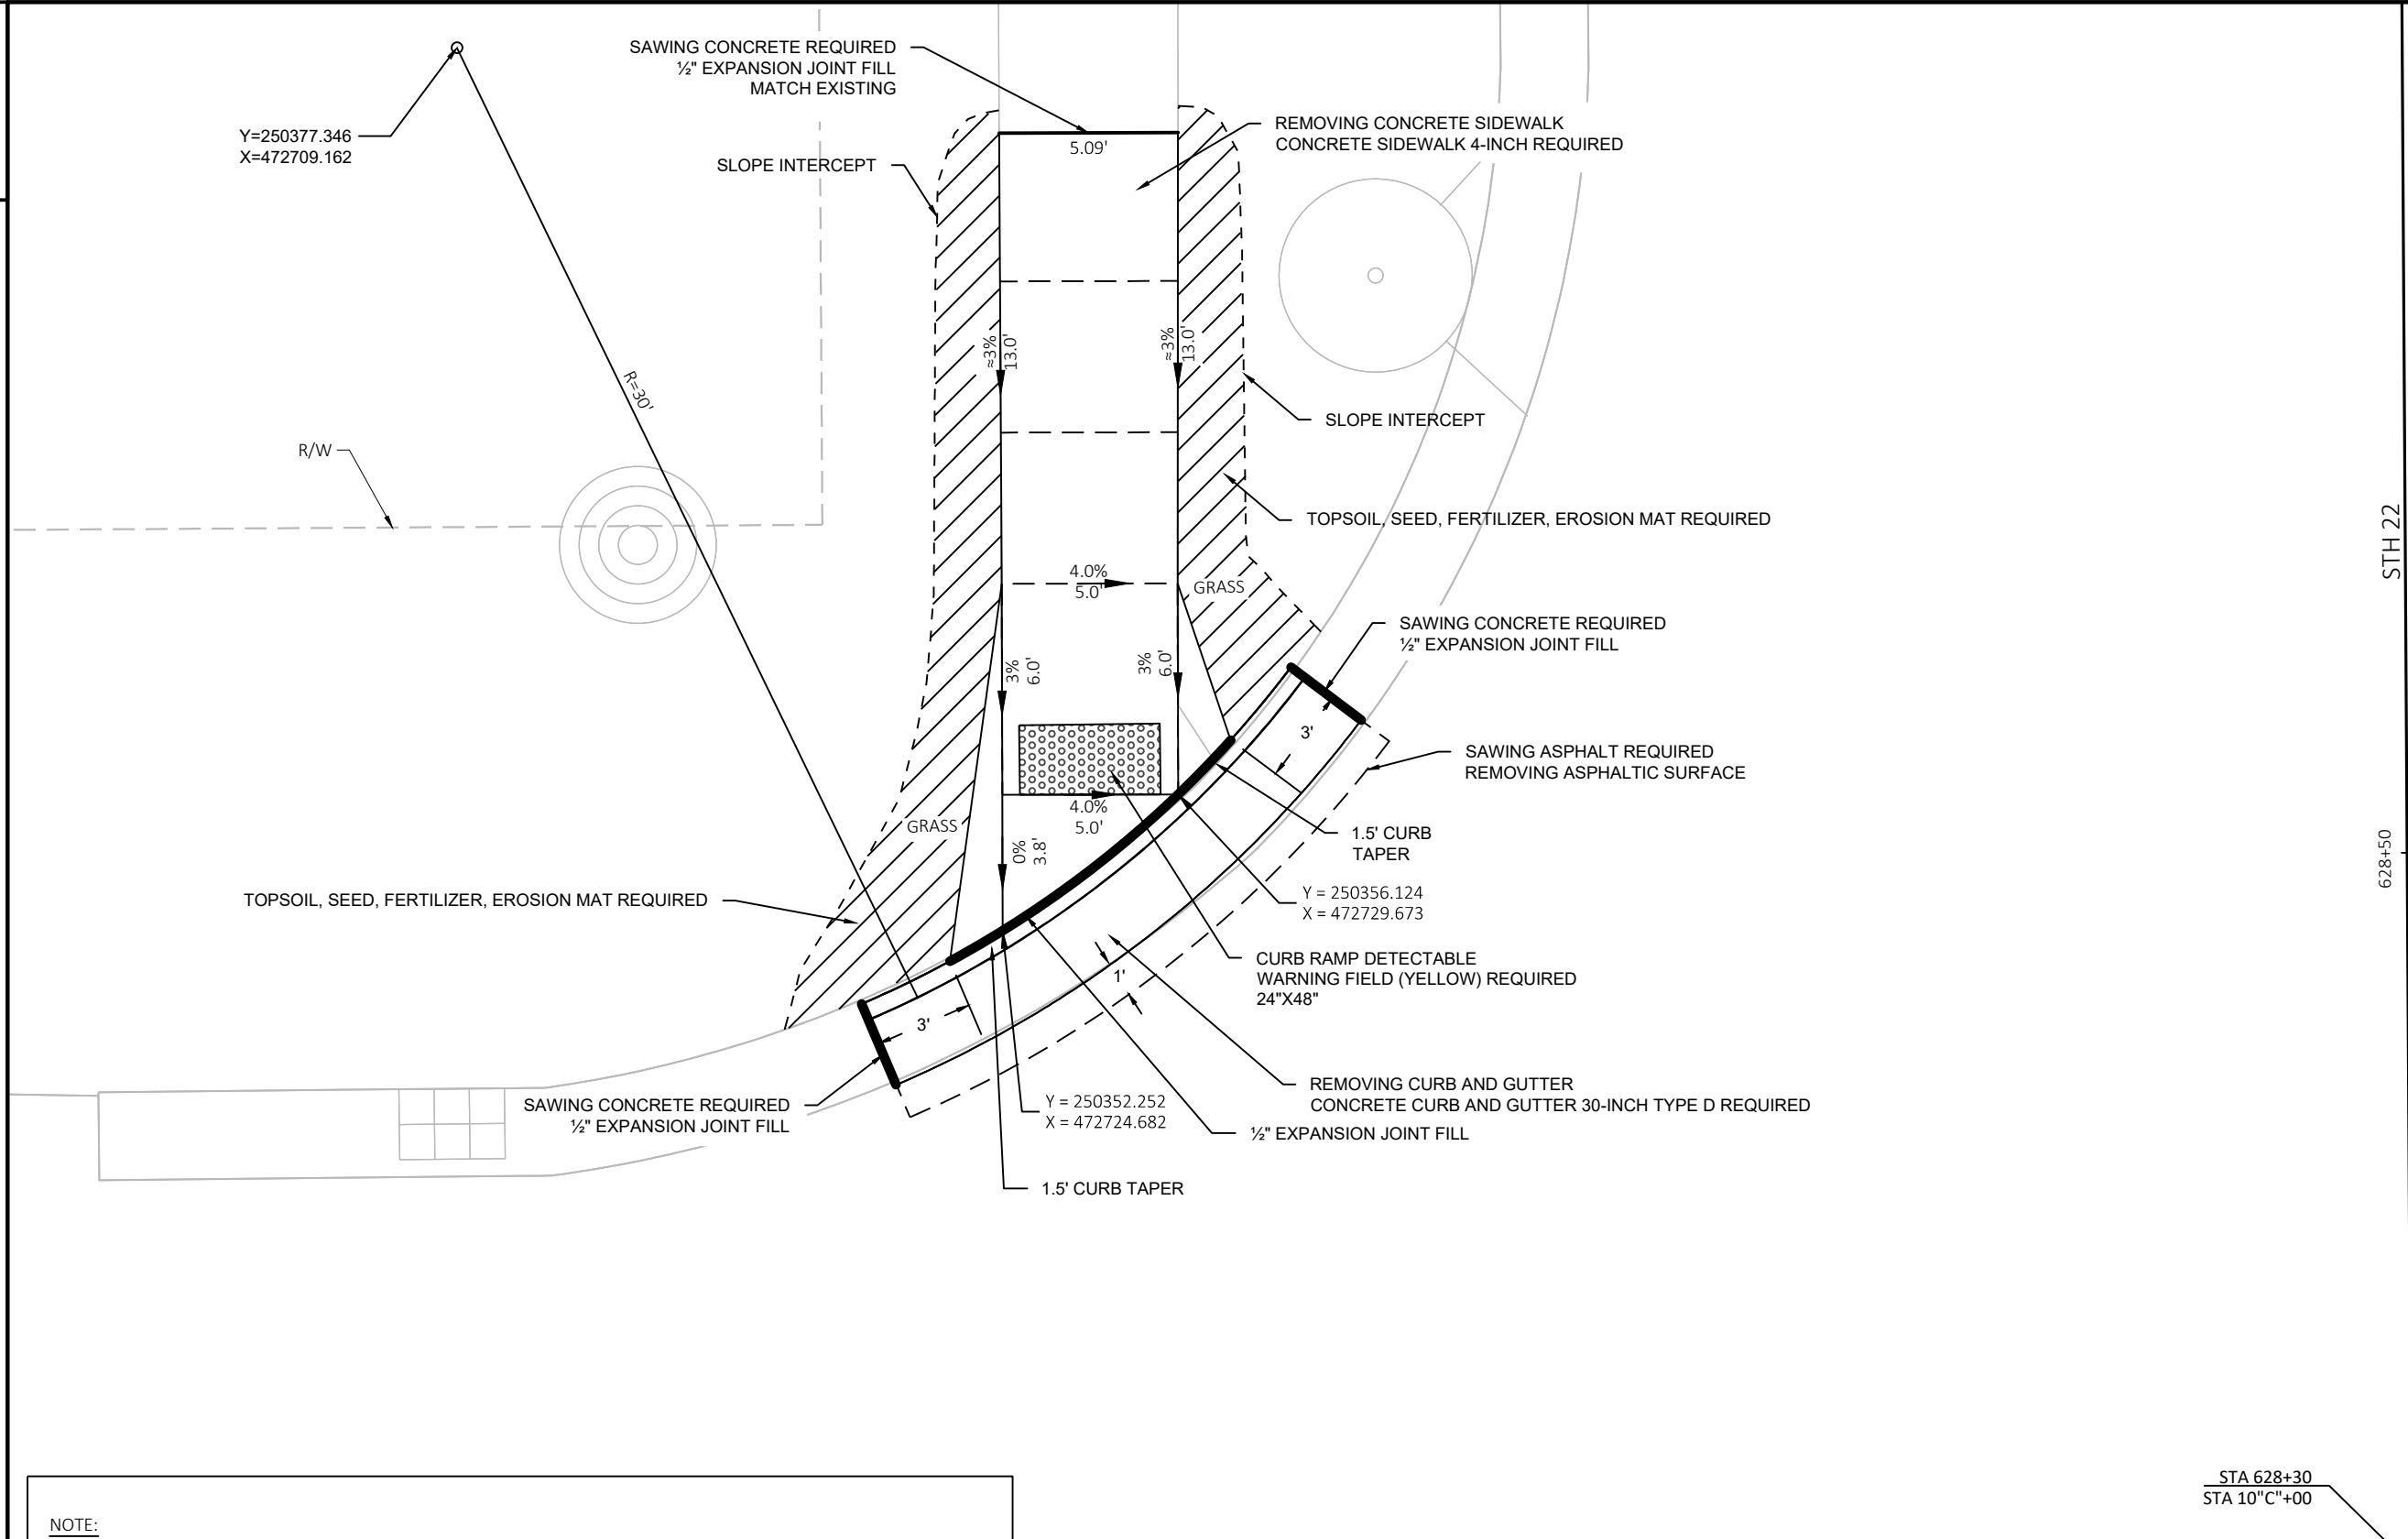 SAWING CONCRETE REQUIRED
½" EXPANSION JOINT FILL
MATCH EXISTING
Y=250377.346
X=472709.162
SLOPE INTERCEPT
5.09'
REMOVING CONCRETE SIDEWALK
CONCRETE SIDEWALK 4-INCH REQUIRED
≈3%
13.0'
≈3%
13.0'
R=30'
SLOPE INTERCEPT
R/W
TOPSOIL, SEED, FERTILIZER, EROSION MAT REQUIRED
STH 22
4.0%
5.0'
GRASS
SAWING CONCRETE REQUIRED
½" EXPANSION JOINT FILL
3%
6.0'
3%
6.0'
3'
SAWING ASPHALT REQUIRED
REMOVING ASPHALTIC SURFACE
4.0%
5.0'
GRASS
0%
3.8'
1.5' CURB
TAPER
628+50
TOPSOIL, SEED, FERTILIZER, EROSION MAT REQUIRED
Y = 250356.124
X = 472729.673
CURB RAMP DETECTABLE
WARNING FIELD (YELLOW) REQUIRED
24"X48"
1'
3'
REMOVING CURB AND GUTTER
CONCRETE CURB AND GUTTER 30-INCH TYPE D REQUIRED
SAWING CONCRETE REQUIRED
½" EXPANSION JOINT FILL
Y = 250352.252
X = 472724.682
½" EXPANSION JOINT FILL
1.5' CURB TAPER
STA 628+30
STA 10"C"+00
NOTE: